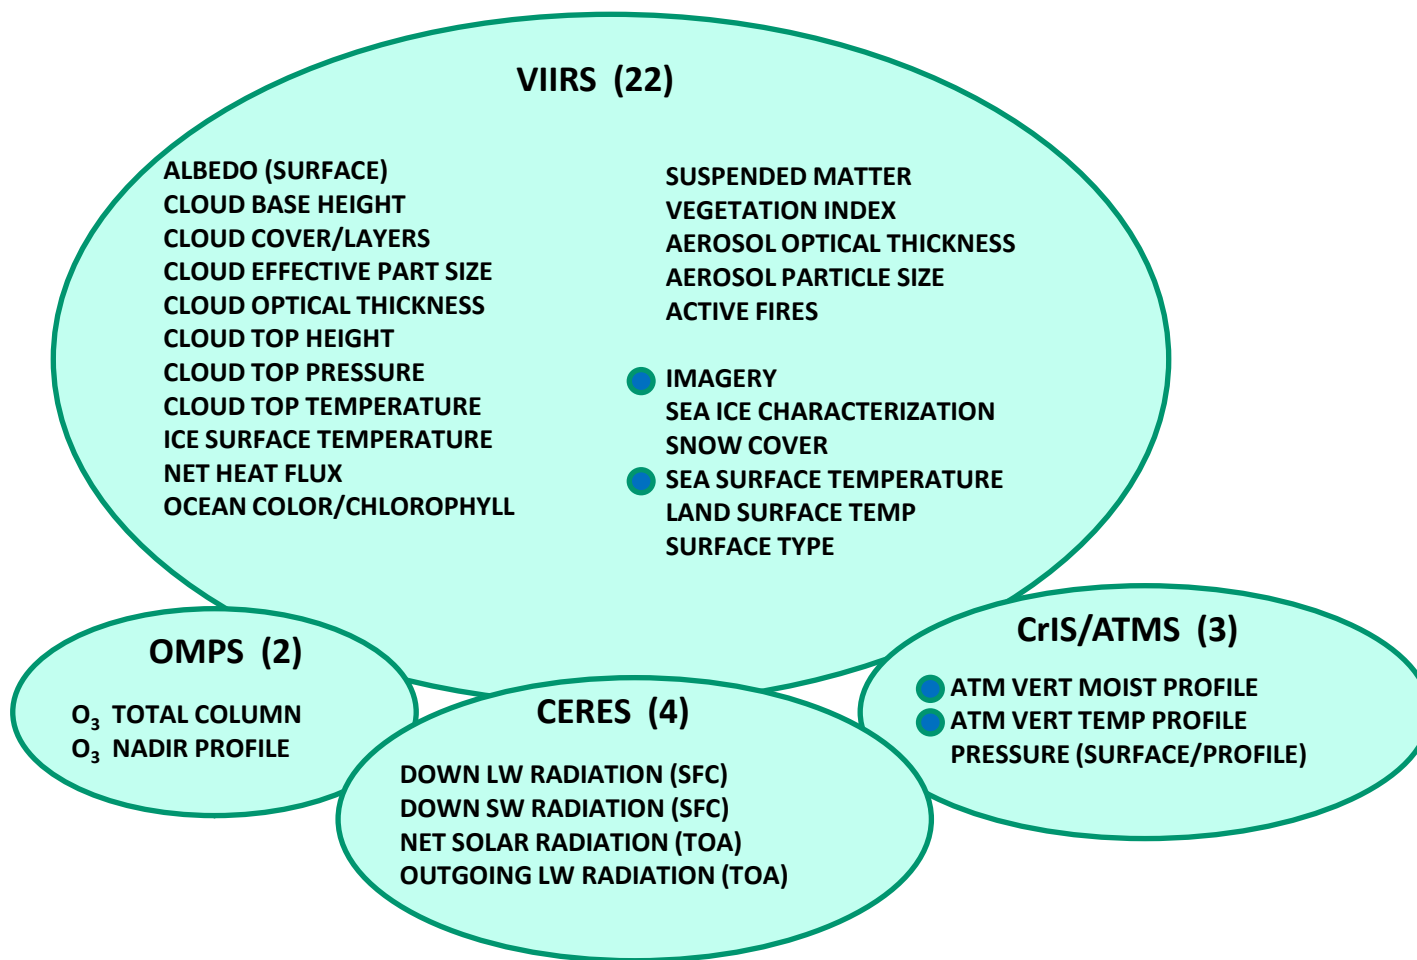 VIIRS (22)
ALBEDO (SURFACE)
CLOUD BASE HEIGHT
CLOUD COVER/LAYERS
CLOUD EFFECTIVE PART SIZE
CLOUD OPTICAL THICKNESS
CLOUD TOP HEIGHT
CLOUD TOP PRESSURE
CLOUD TOP TEMPERATURE
ICE SURFACE TEMPERATURE
NET HEAT FLUX
OCEAN COLOR/CHLOROPHYLL
SUSPENDED MATTER
VEGETATION INDEX
AEROSOL OPTICAL THICKNESS
AEROSOL PARTICLE SIZE
ACTIVE FIRES
IMAGERY
SEA ICE CHARACTERIZATION
SNOW COVER
SEA SURFACE TEMPERATURE
LAND SURFACE TEMP
SURFACE TYPE
OMPS (2)
O₃ TOTAL COLUMN
O₃ NADIR PROFILE
CERES (4)
DOWN LW RADIATION (SFC)
DOWN SW RADIATION (SFC)
NET SOLAR RADIATION (TOA)
OUTGOING LW RADIATION (TOA)
CrIS/ATMS (3)
ATM VERT MOIST PROFILE
ATM VERT TEMP PROFILE
PRESSURE (SURFACE/PROFILE)